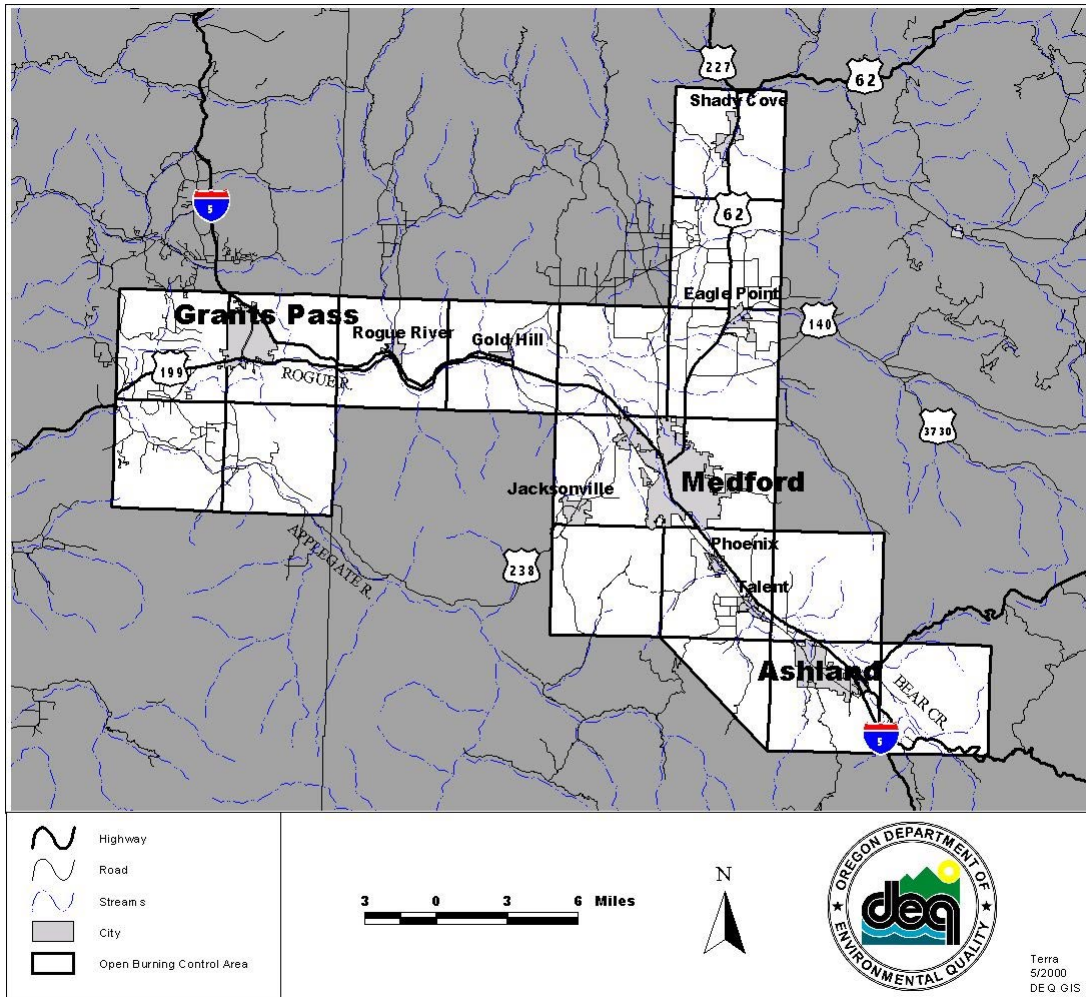 227
62
Shady Cove
5
62
Eagle Point
140
Grants Pass
Rogue River
Gold Hill
199
ROGUE R.
3730
Medford
Jacksonville
Phoenix
APPLEGATE R.
238
Talent
Ashland
BEAR CR.
5
Highway
Road
Streams
City
Open Burning Control Area
3 0 3 6 Miles
N
OREGON DEPARTMENT OF
deq
ENVIRONMENTAL QUALITY
Terra
5/2000
DEQ GIS